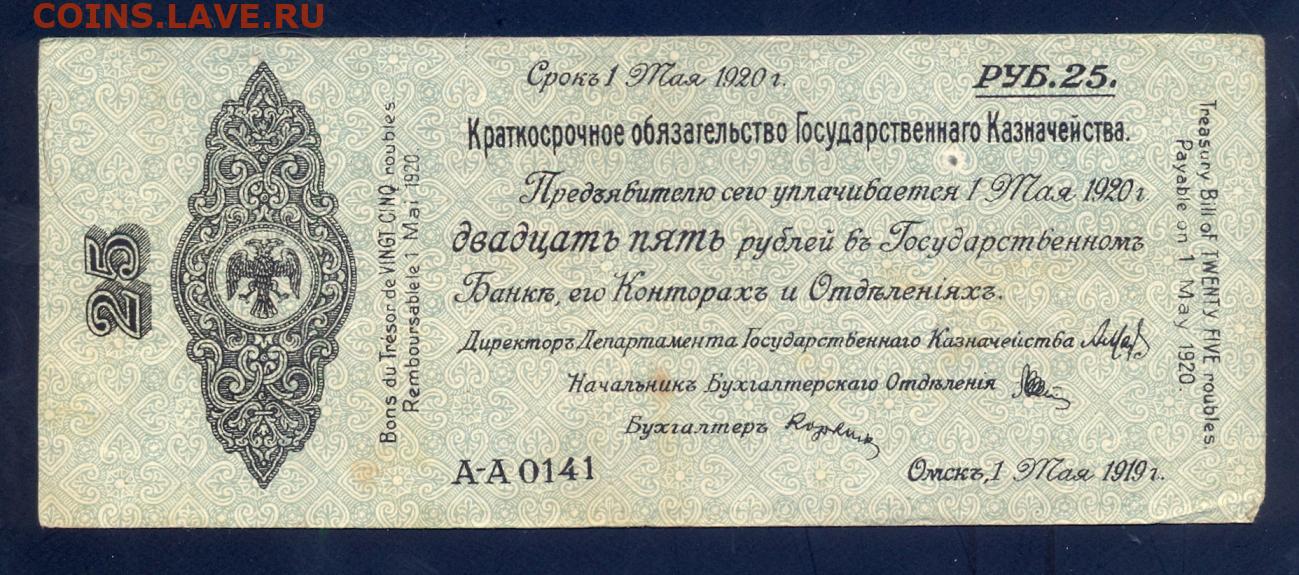 COINS.LAVE.RU
Срокъ 1 Мая 1920 г.
РУБ. 25.
Краткосрочное обязательство Государственнаго Казначейства.
Предъявителю сего уплачивается 1 Мая 1920 г
двадцать пять рублей въ Государственномъ
Банкѣ, его Конторахъ и Отдѣленіяхъ.
Директоръ Департамента Государственнаго Казначейства
Начальникъ Бухгалтерскаго Отдѣленія
Бухгалтеръ
А-А 0141
Омскъ, 1 Мая 1919 г.
25
Bons du Trésor de VINGT CINQ roubles.
Remboursable le 1 Mai 1920
Treasury Bill of TWENTY FIVE roubles.
Payable on 1 May 1920.